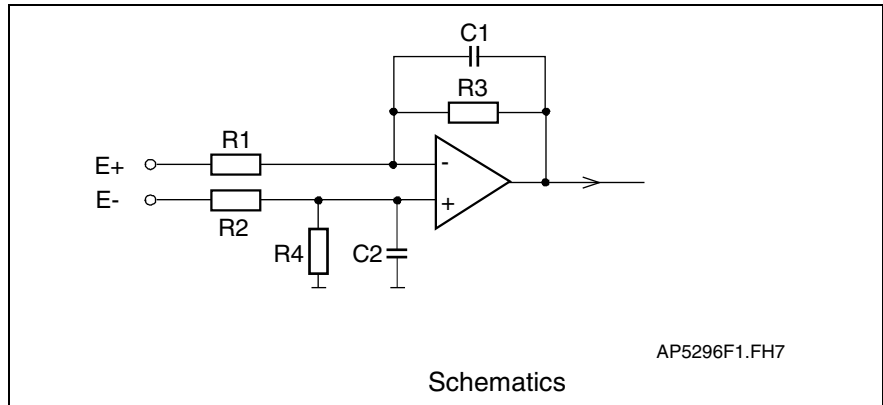 C1
R3
R1
E+
-
E-
+
R2
R4
C2
AP5296F1.FH7
Schematics